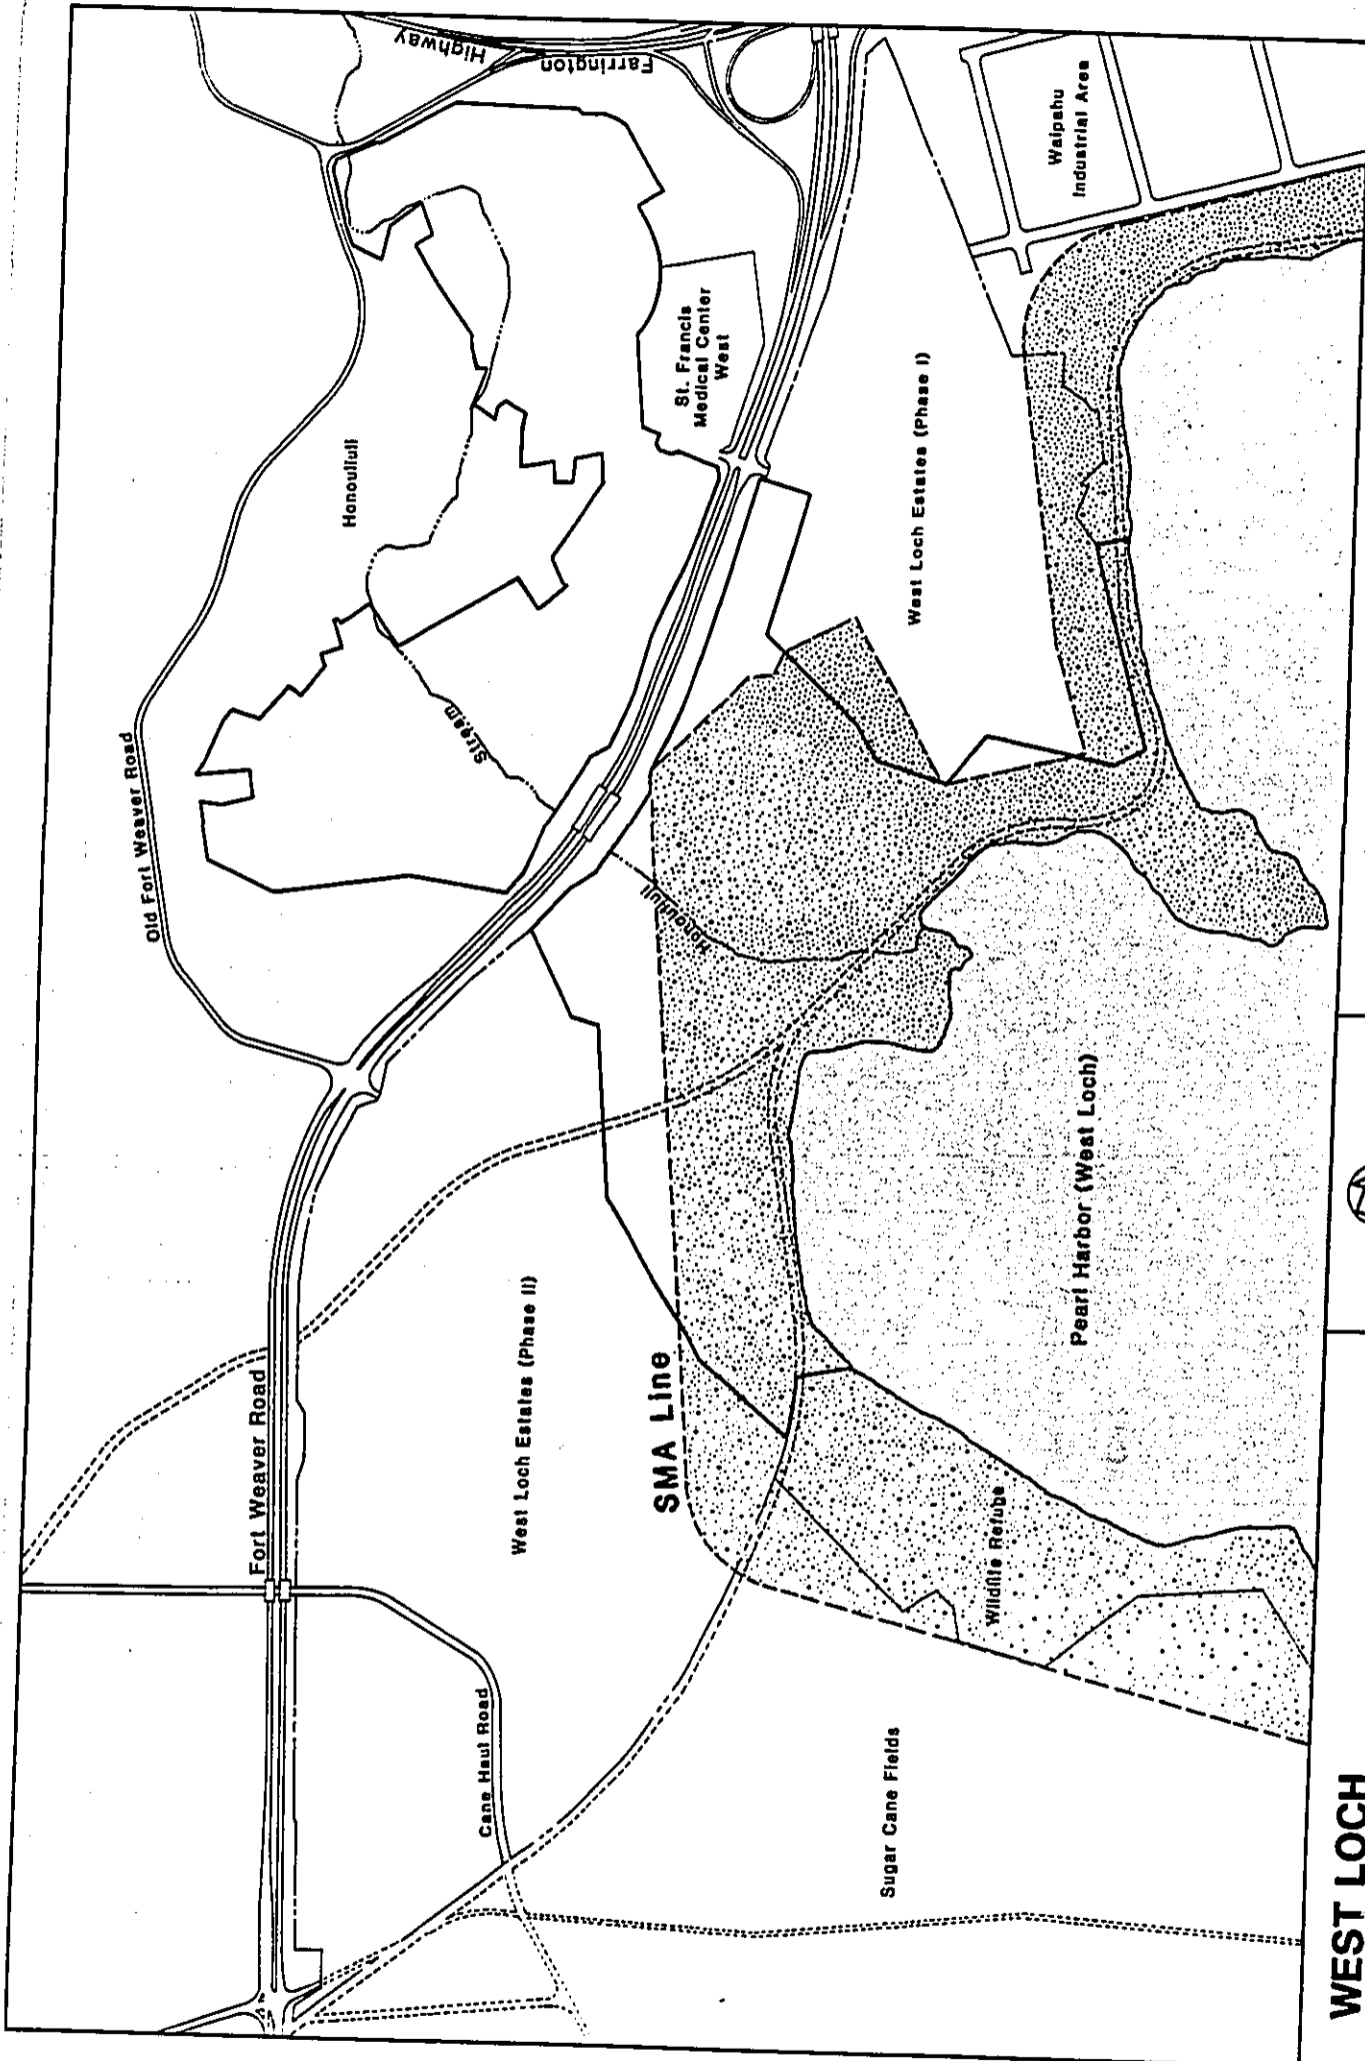 Farrington
Highway
Waipahu
Industrial Area
St. Francis
Medical Center
West
Honouliuli
West Loch Estates (Phase I)
Old Fort Weaver Road
Stream
Honouliuli
Pearl Harbor (West Loch)
Fort Weaver Road
West Loch Estates (Phase II)
SMA Line
Wildlife Refuge
Cane Haul Road
Sugar Cane Fields
WEST LOCH